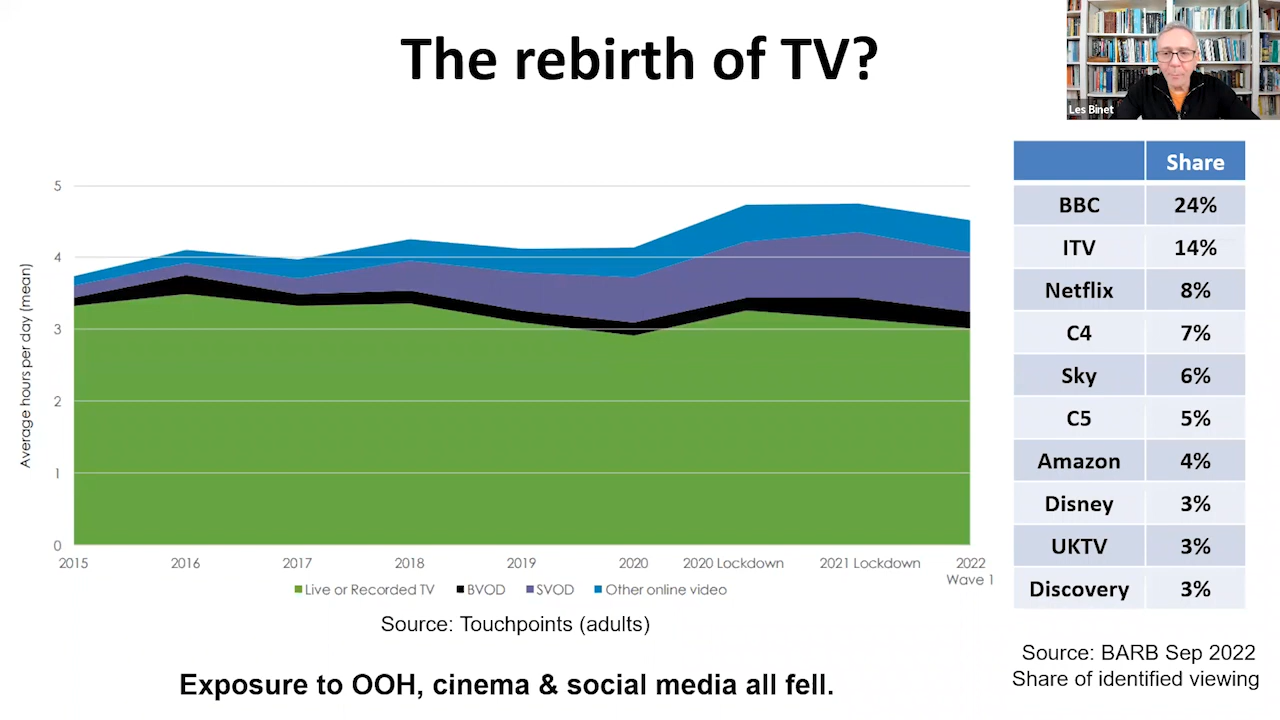 The rebirth of TV?
Les Binet
Average hours per day (mean)
5
4
3
2
1
0
2015 2016 2017 2018 2019 2020 2020 Lockdown 2021 Lockdown 2022
Wave 1
Live or Recorded TV BVOD SVOD Other online video
Source: Touchpoints (adults)
Exposure to OOH, cinema & social media all fell.
Share
BBC 24%
ITV 14%
Netflix 8%
C4 7%
Sky 6%
C5 5%
Amazon 4%
Disney 3%
UKTV 3%
Discovery 3%
Source: BARB Sep 2022
Share of identified viewing